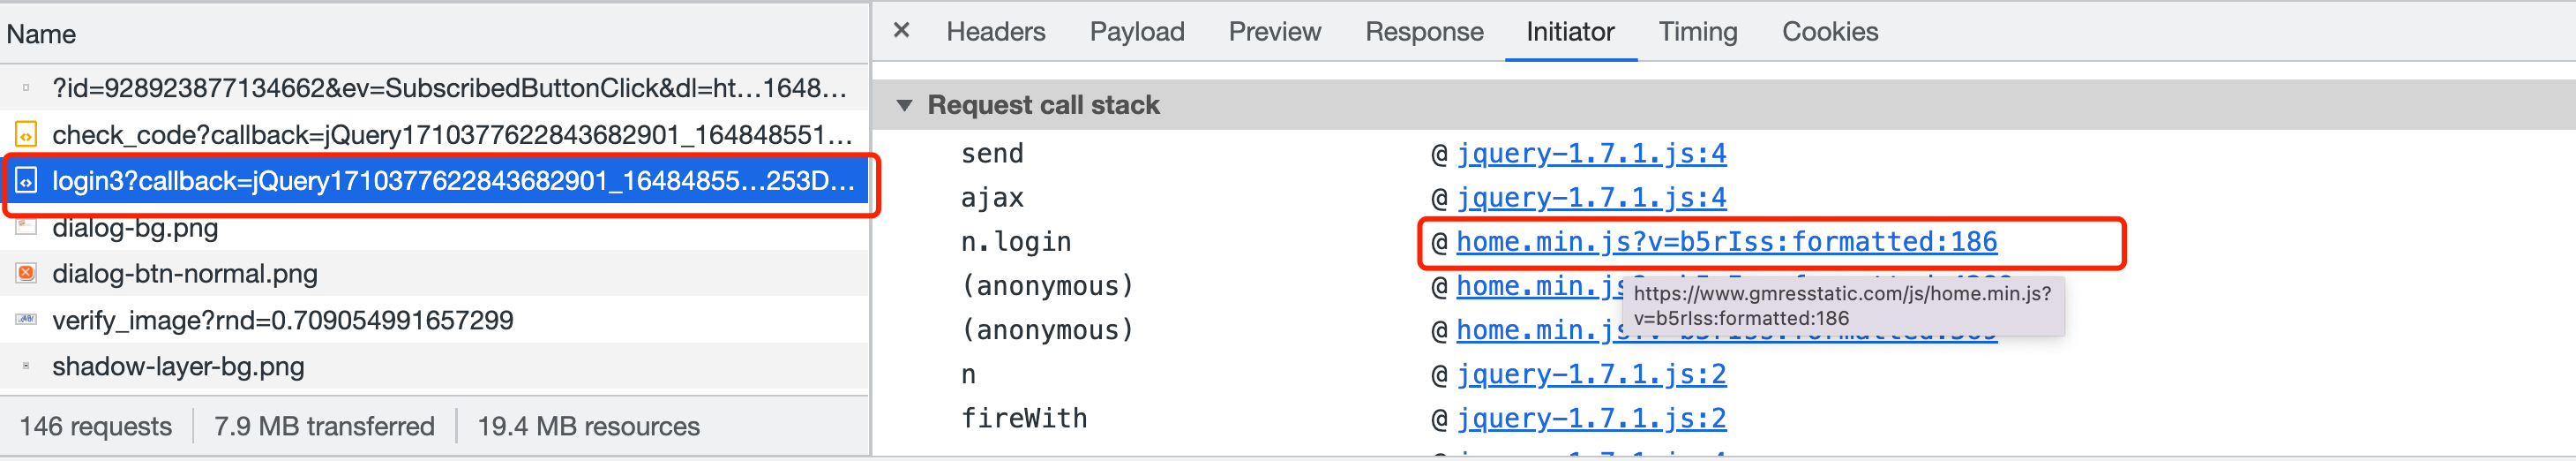 Name
?id=928923877134662&ev=SubscribedButtonClick&dl=ht…1648…
check_code?callback=jQuery1710377622843682901_164848551…
login3?callback=jQuery1710377622843682901_16484855…253D…
dialog-bg.png
dialog-btn-normal.png
verify_image?rnd=0.709054991657299
shadow-layer-bg.png
146 requests
7.9 MB transferred
19.4 MB resources
Headers
Payload
Preview
Response
Initiator
Timing
Cookies
Request call stack
send @ jquery-1.7.1.js:4
ajax @ jquery-1.7.1.js:4
n.login @ home.min.js?v=b5rIss:formatted:186
(anonymous) @ home.min.js
(anonymous) @ home.min.js
https://www.gmresstatic.com/js/home.min.js?
v=b5rIss:formatted:186
n @ jquery-1.7.1.js:2
fireWith @ jquery-1.7.1.js:2